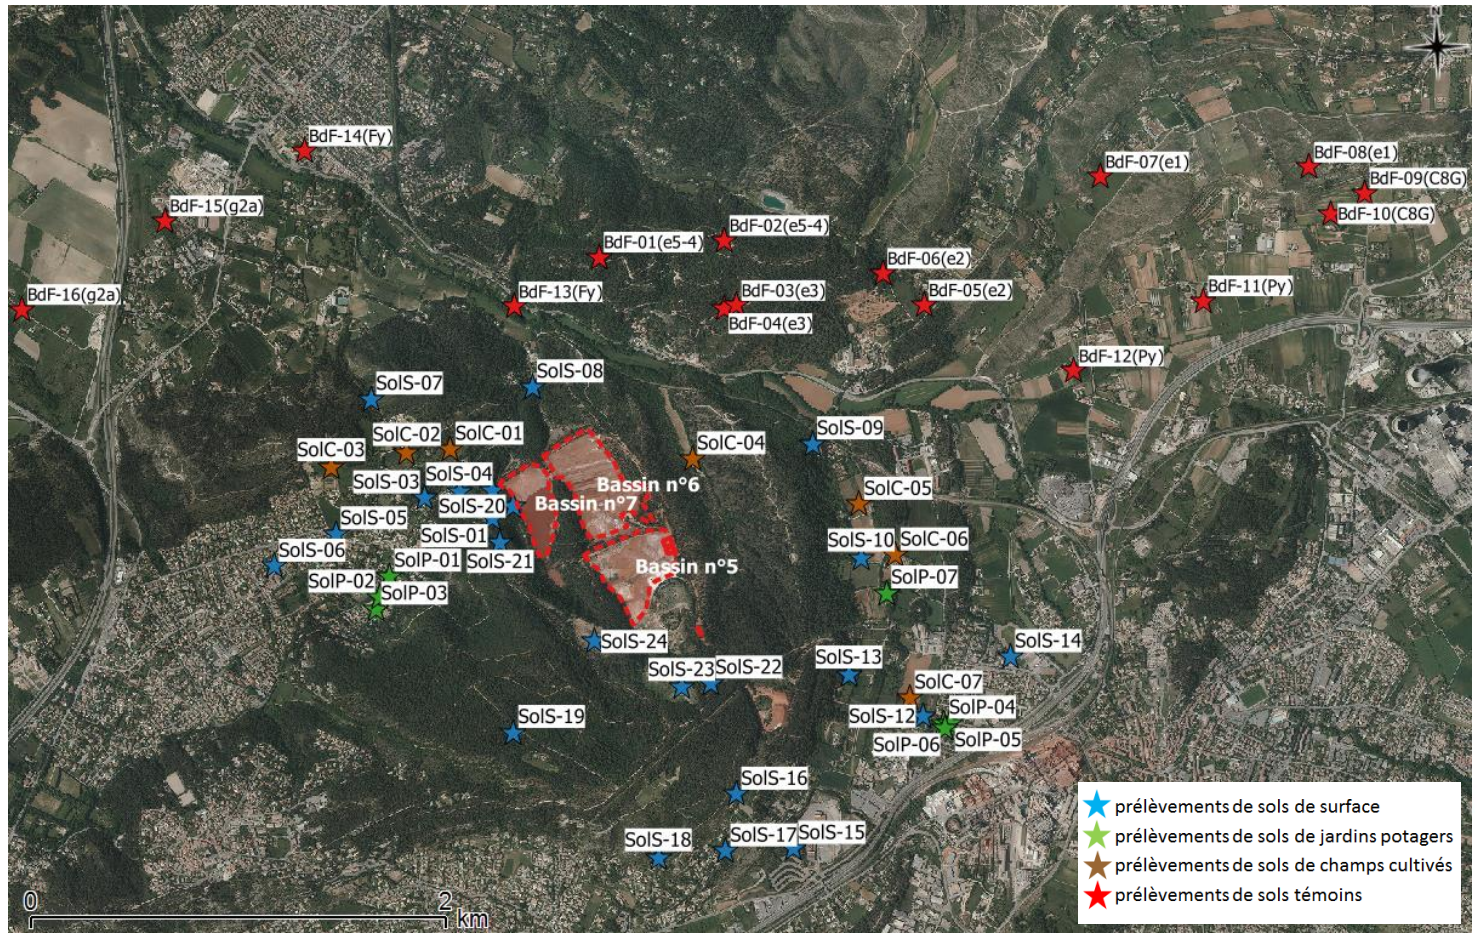 N
BdF-14(Fy)
BdF-08(e1)
BdF-07(e1)
BdF-09(C8G)
BdF-15(g2a)
BdF-10(C8G)
BdF-02(e5-4)
BdF-01(e5-4)
BdF-06(e2)
BdF-16(g2a)
BdF-13(Fy)
BdF-03(e3)
BdF-05(e2)
BdF-11(Py)
BdF-04(e3)
BdF-12(Py)
SolS-08
SolS-07
SolC-02
SolC-01
SolS-09
SolC-03
SolC-04
SolS-03
SolS-04
Bassin n°6
SolC-05
SolS-20
Bassin n°7
SolS-05
SolS-01
SolS-10
SolC-06
SolS-06
SolP-01
SolS-21
Bassin n°5
SolP-02
SolP-03
SolP-07
SolS-24
SolS-14
SolS-13
SolS-23
SolS-22
SolC-07
SolS-19
SolS-12
SolP-04
SolP-06
SolP-05
SolS-16
SolS-18
SolS-17
SolS-15
prélèvements de sols de surface
prélèvements de sols de jardins potagers
prélèvements de sols de champs cultivés
prélèvements de sols témoins
0 2
km